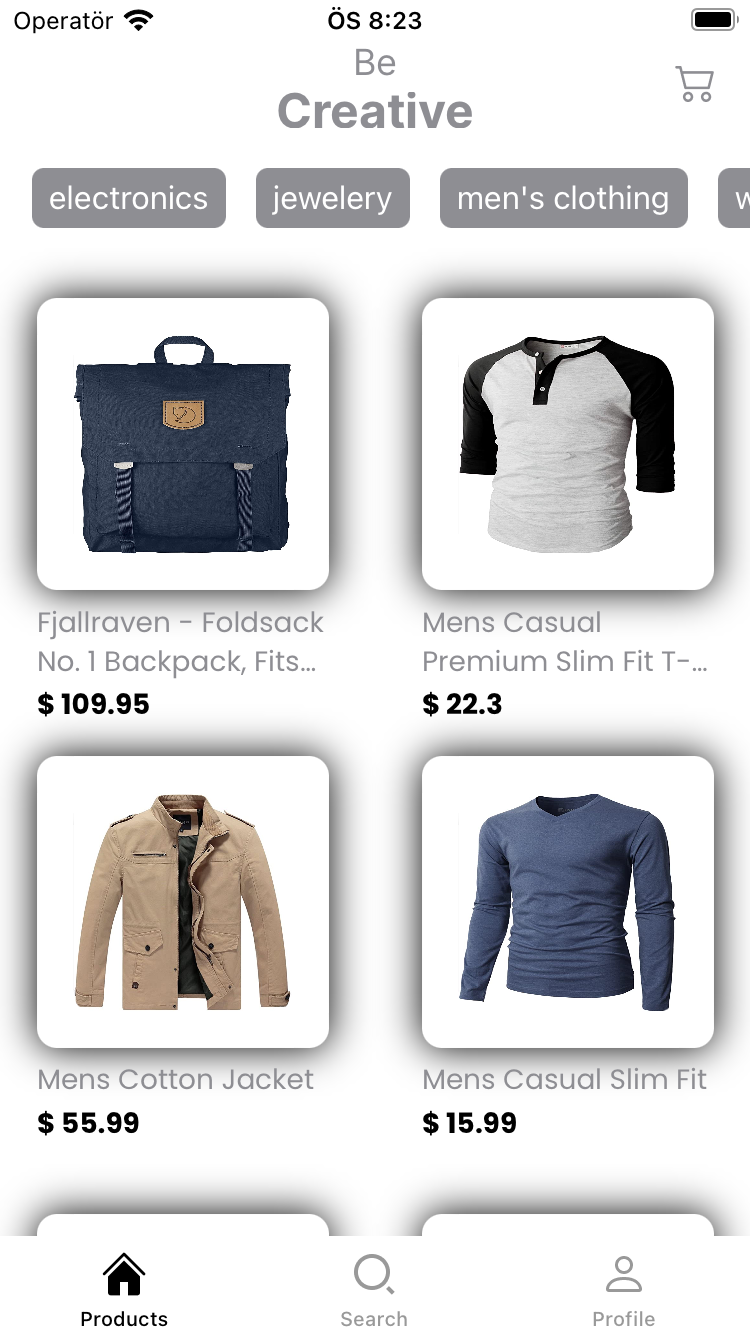 Operatör ÖS 8:23
Be
Creative
electronics jewelery men's clothing w
Fjallraven - Foldsack
No. 1 Backpack, Fits...
$ 109.95
Mens Casual
Premium Slim Fit T-...
$ 22.3
Mens Cotton Jacket
$ 55.99
Mens Casual Slim Fit
$ 15.99
Products Search Profile